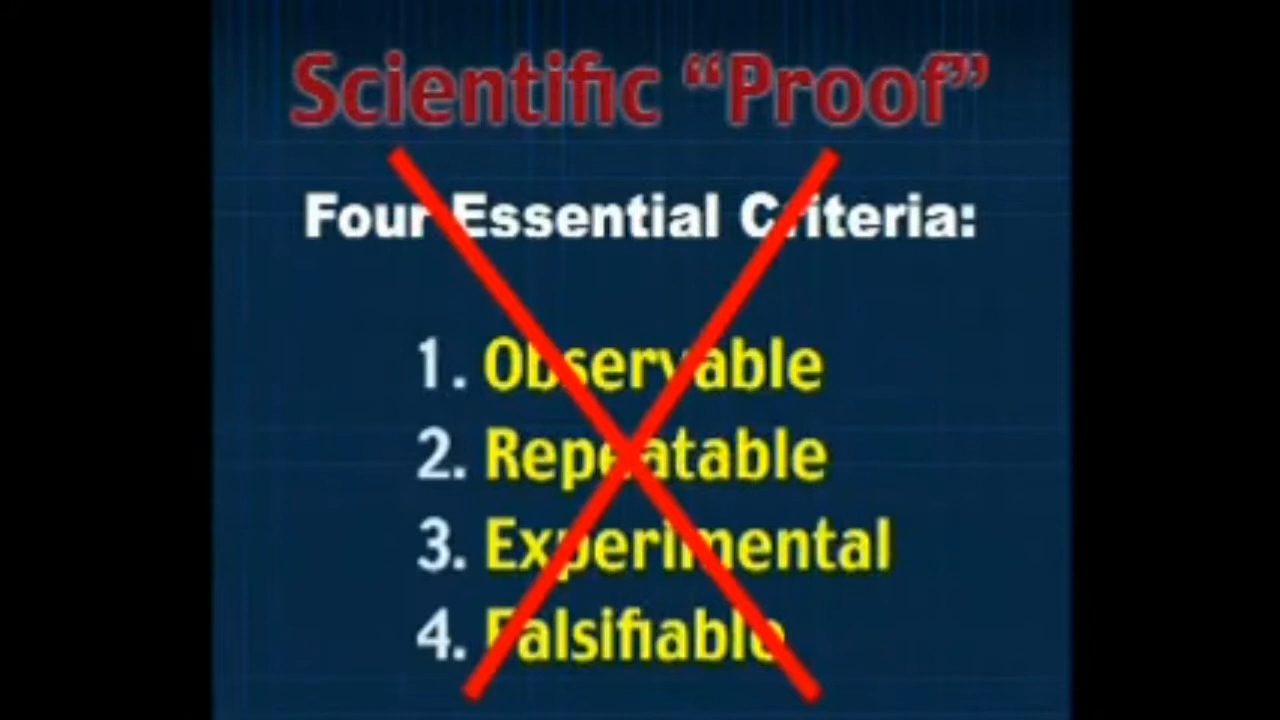 Scientific “Proof”
Four Essential Criteria:
1. Observable
2. Repeatable
3. Experimental
4. Falsifiable